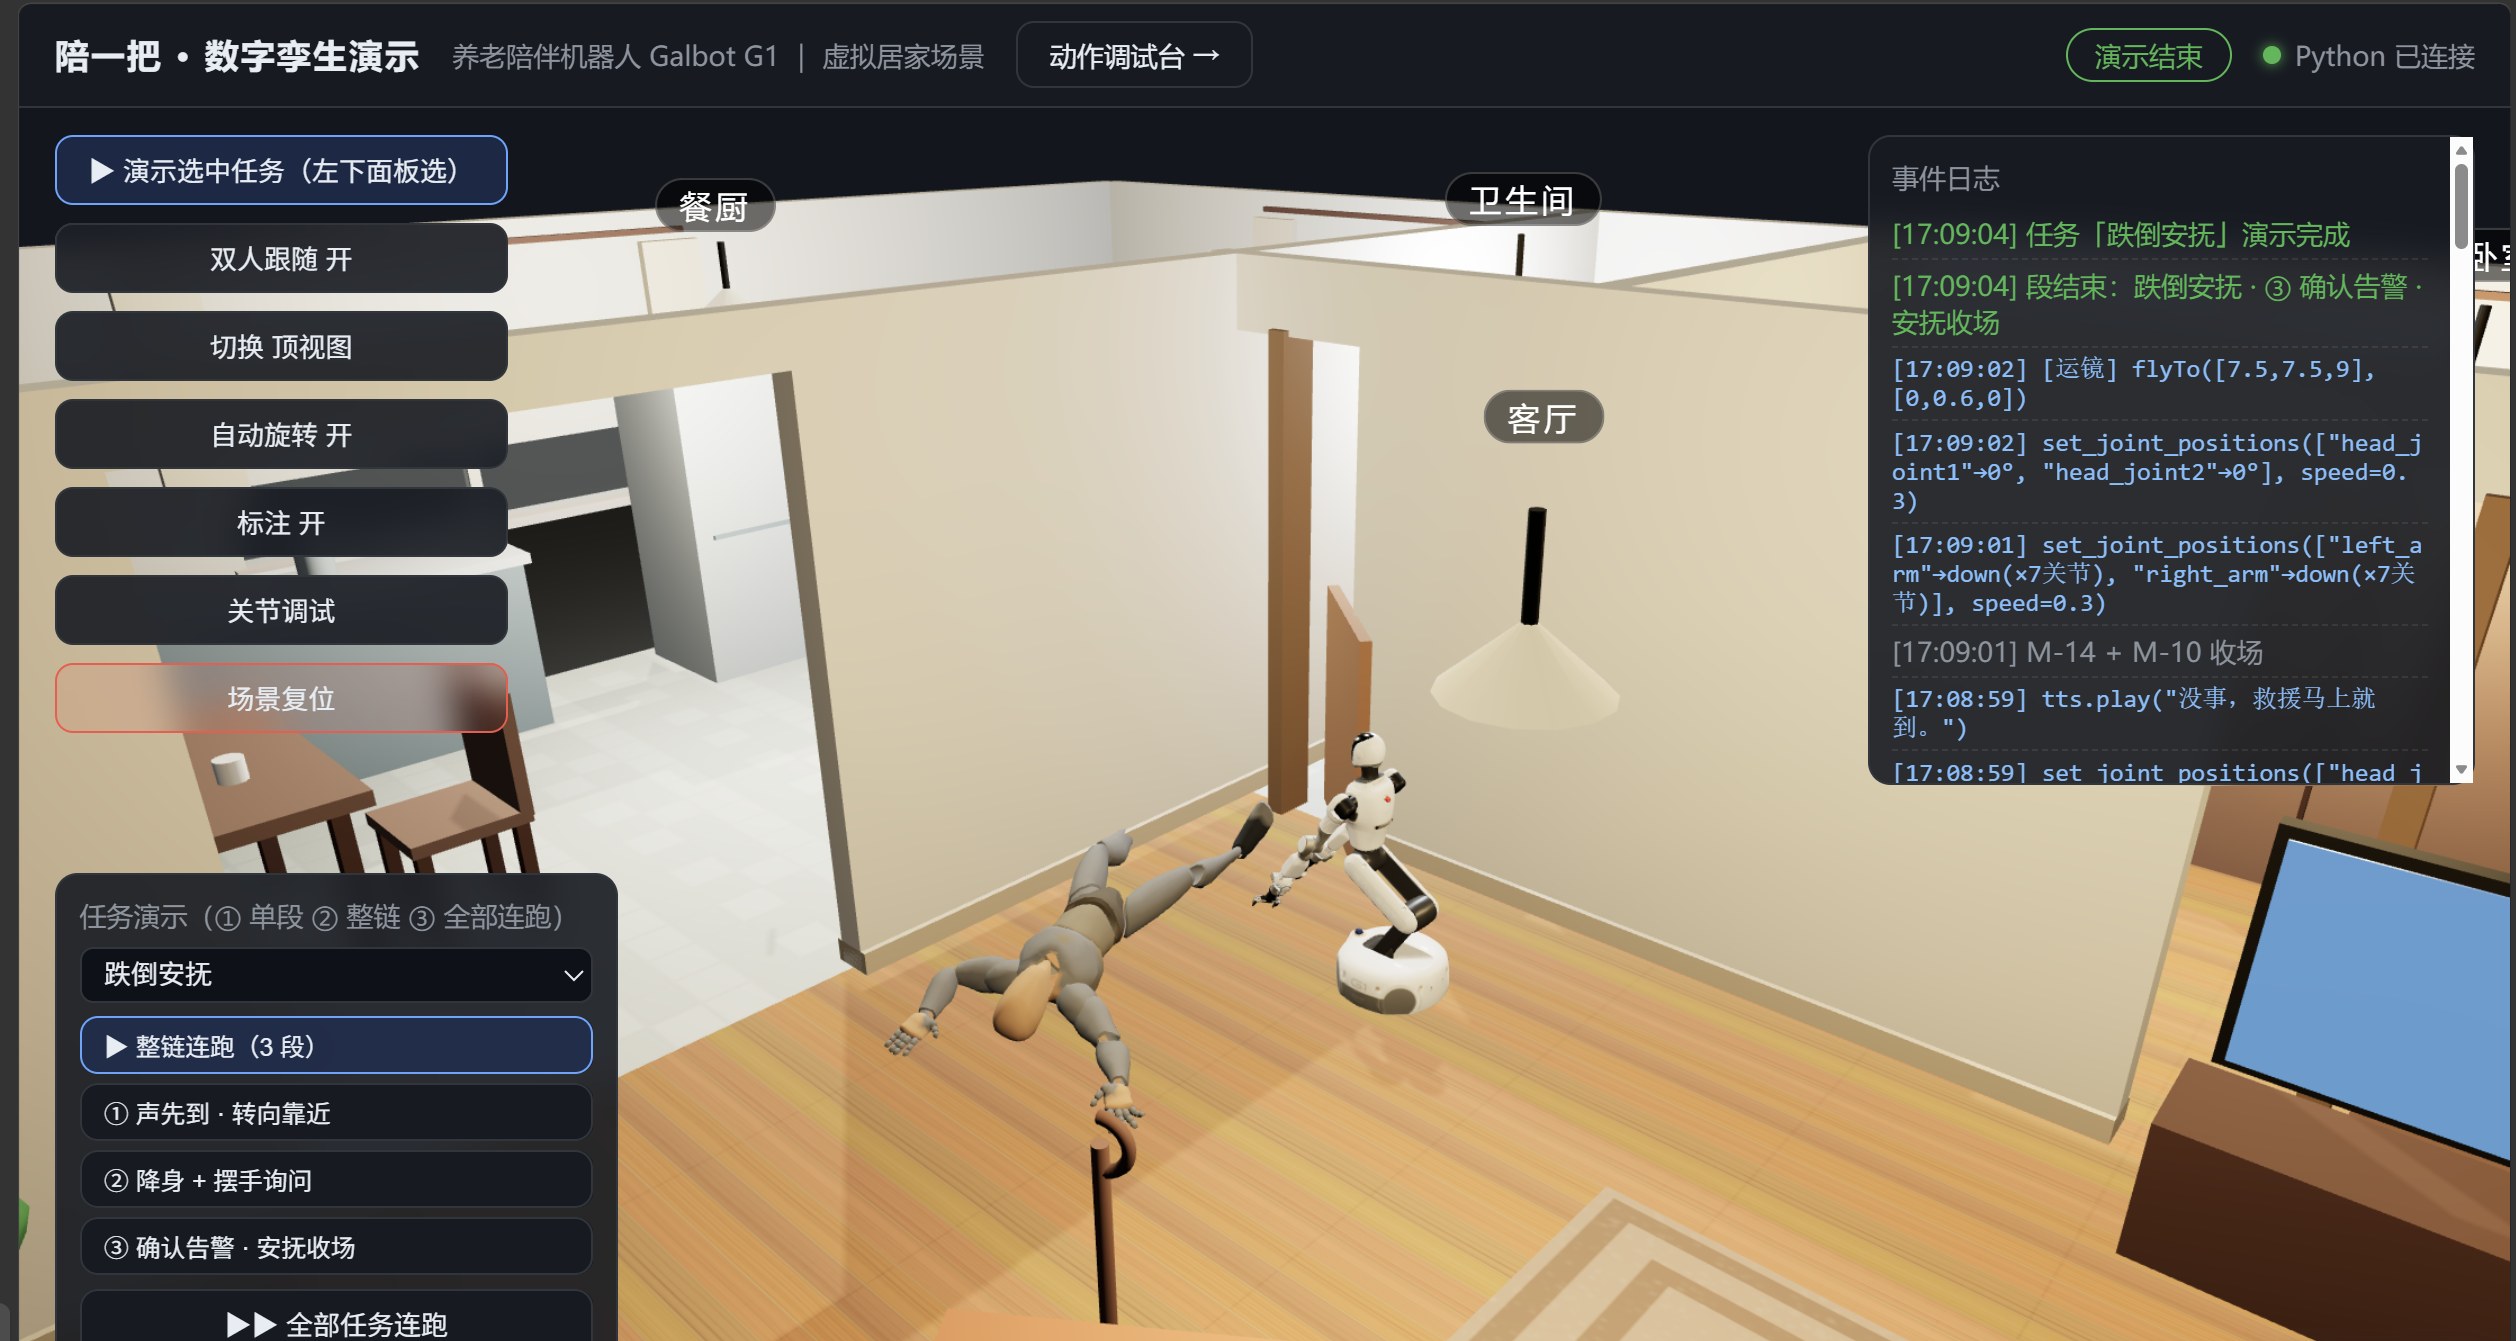 陪一把 • 数字孪生演示
养老陪伴机器人 Galbot G1 | 虚拟居家场景
动作调试台 →
演示结束
Python 已连接
▶ 演示选中任务（左下面板选）
双人跟随 开
切换 顶视图
自动旋转 开
标注 开
关节调试
场景复位
餐厨
卫生间
客厅
事件日志
[17:09:04] 任务「跌倒安抚」演示完成
[17:09:04] 段结束：跌倒安抚 · ③ 确认告警 ·
安抚收场
[17:09:02] [运镜] flyTo([7.5,7.5,9],
[0,0.6,0])
[17:09:02] set_joint_positions(["head_j
oint1"→0°, "head_joint2"→0°], speed=0.
3)
[17:09:01] set_joint_positions(["left_a
rm"→down(×7关节), "right_arm"→down(×7关
节)], speed=0.3)
[17:09:01] M-14 + M-10 收场
[17:08:59] tts.play("没事，救援马上就
到。")
[17:08:59] set_joint_positions(["head_j
任务演示（① 单段 ② 整链 ③ 全部连跑）
跌倒安抚
▶ 整链连跑（3 段）
① 声先到 · 转向靠近
② 降身 + 摆手询问
③ 确认告警 · 安抚收场
▶▶ 全部任务连跑